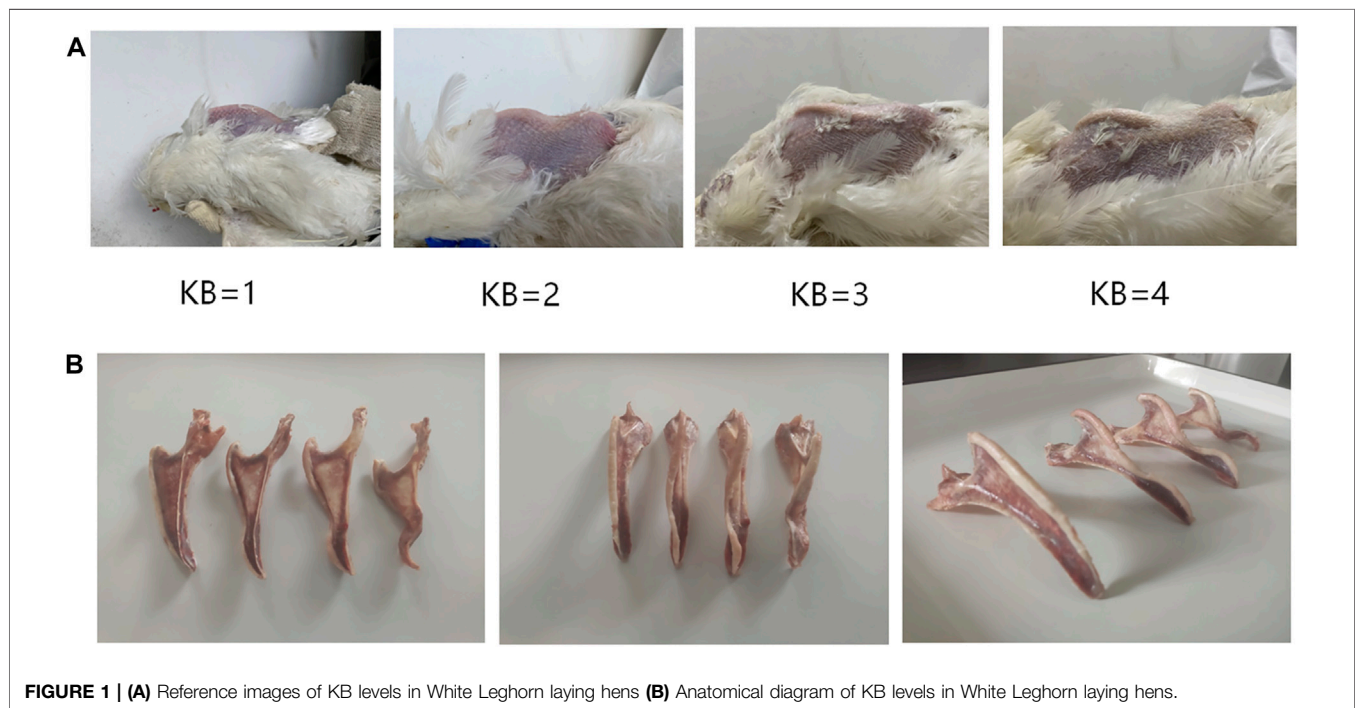 A
KB=1
KB=2
KB=3
KB=4
B
FIGURE 1 | (A) Reference images of KB levels in White Leghorn laying hens (B) Anatomical diagram of KB levels in White Leghorn laying hens.